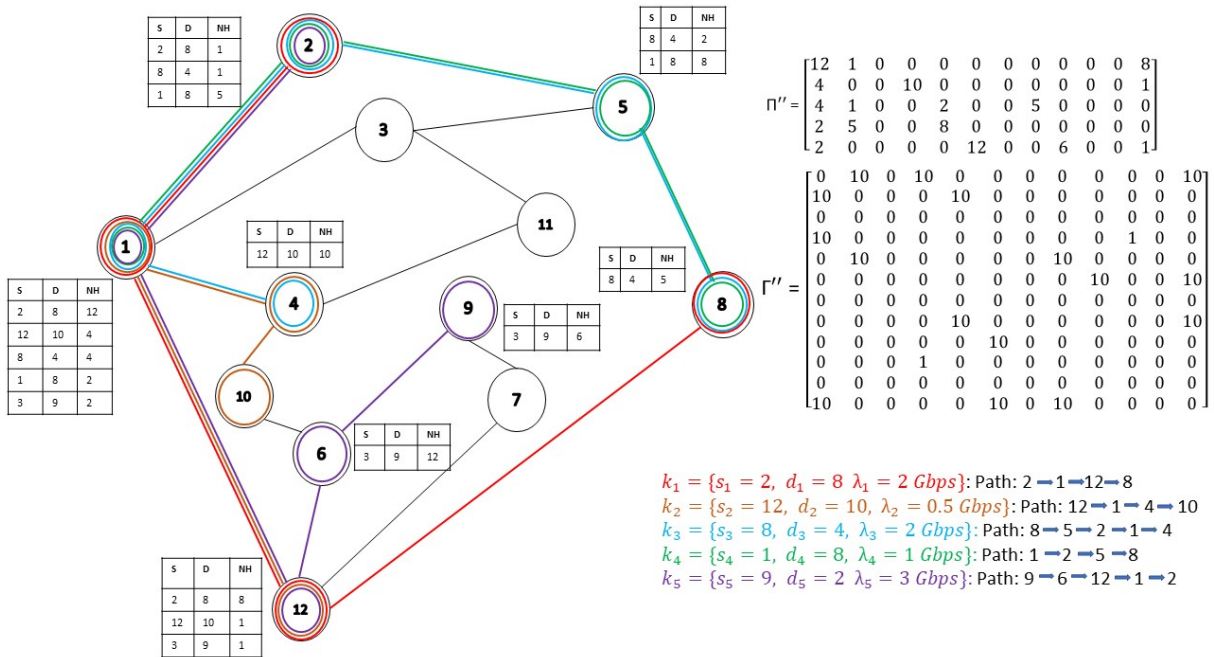 S D NH
2 8 1
8 4 1
1 8 5
2
S D NH
8 4 2
1 8 8
5
3
11
1
S D NH
12 10 10
4
S D NH
8 4 5
8
9
S D NH
3 9 6
S D NH
2 8 12
12 10 4
8 4 4
1 8 2
3 9 2
10
7
6
S D NH
3 9 12
S D NH
2 8 8
12 10 1
3 9 1
12
Π'' =
12 1 0 0 0 0 0 0 0 0 0 8
4 0 0 10 0 0 0 0 0 0 0 1
4 1 0 0 2 0 0 5 0 0 0 0
2 5 0 0 8 0 0 0 0 0 0 0
2 0 0 0 0 12 0 0 6 0 0 1
Γ'' =
0 10 0 10 0 0 0 0 0 0 0 10
10 0 0 0 10 0 0 0 0 0 0 0
0 0 0 0 0 0 0 0 0 0 0 0
10 0 0 0 0 0 0 0 0 1 0 0
0 10 0 0 0 0 0 10 0 0 0 0
0 0 0 0 0 0 0 0 10 0 0 10
0 0 0 0 0 0 0 0 0 0 0 0
0 0 0 0 10 0 0 0 0 0 0 10
0 0 0 0 0 10 0 0 0 0 0 0
0 0 0 1 0 0 0 0 0 0 0 0
0 0 0 0 0 0 0 0 0 0 0 0
10 0 0 0 0 10 0 10 0 0 0 0
k₁ = {s₁ = 2, d₁ = 8 λ₁ = 2 Gbps}: Path: 2 → 1 → 12 → 8
k₂ = {s₂ = 12, d₂ = 10, λ₂ = 0.5 Gbps}: Path: 12 → 1 → 4 → 10
k₃ = {s₃ = 8, d₃ = 4, λ₃ = 2 Gbps}: Path: 8 → 5 → 2 → 1 → 4
k₄ = {s₄ = 1, d₄ = 8, λ₄ = 1 Gbps}: Path: 1 → 2 → 5 → 8
k₅ = {s₅ = 9, d₅ = 2 λ₅ = 3 Gbps}: Path: 9 → 6 → 12 → 1 → 2